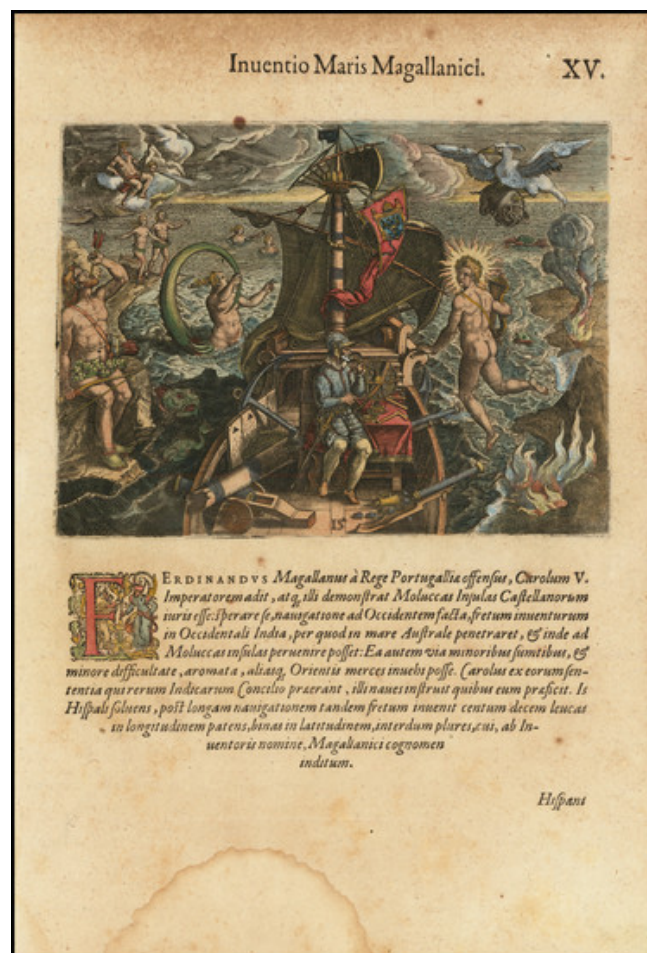 Inuentio Maris Magallanici.
XV.
15
FERDINANDVS Magallanus à Rege Portugalliæ offensus, Carolum V.
Imperatorem adit, atq, illi demonstrat Moluccas Insulas Castellanorum
iuris esse: sperare se, nauigatione ad Occidentem facta, fretum inuenturum
in Occidentali India, per quod in mare Australe penetraret, & inde ad
Moluccas insulas peruenire posset: Ea autem via minoribus sumtibus, &
minore difficultate, aromata, aliasq, Orientis merces inuehi posse. Carolus ex eorum sen-
tentia qui rerum Indicarum Concilio præerant, illi naues instruit quibus eum præficit. Is
Hispali soluens, post longam nauigationem tandem fretum inuenit centum decem leucas
in longitudinem patens, binas in latitudinem, interdum plures, cui, ab In-
uentoris nomine, Magallanici cognomen
inditum.
Hispani